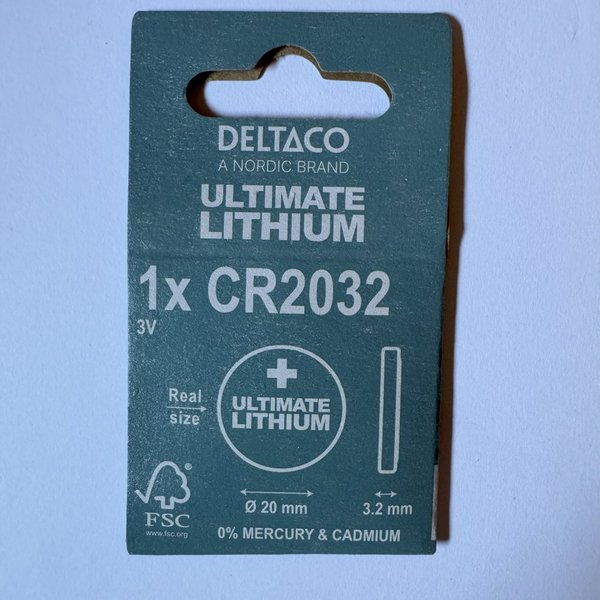 DELTACO
A NORDIC BRAND
ULTIMATE
LITHIUM
1x CR2032
3V
Real
size
ULTIMATE
LITHIUM
Ø 20 mm
3.2 mm
FSC
www.fsc.org
0% MERCURY & CADMIUM